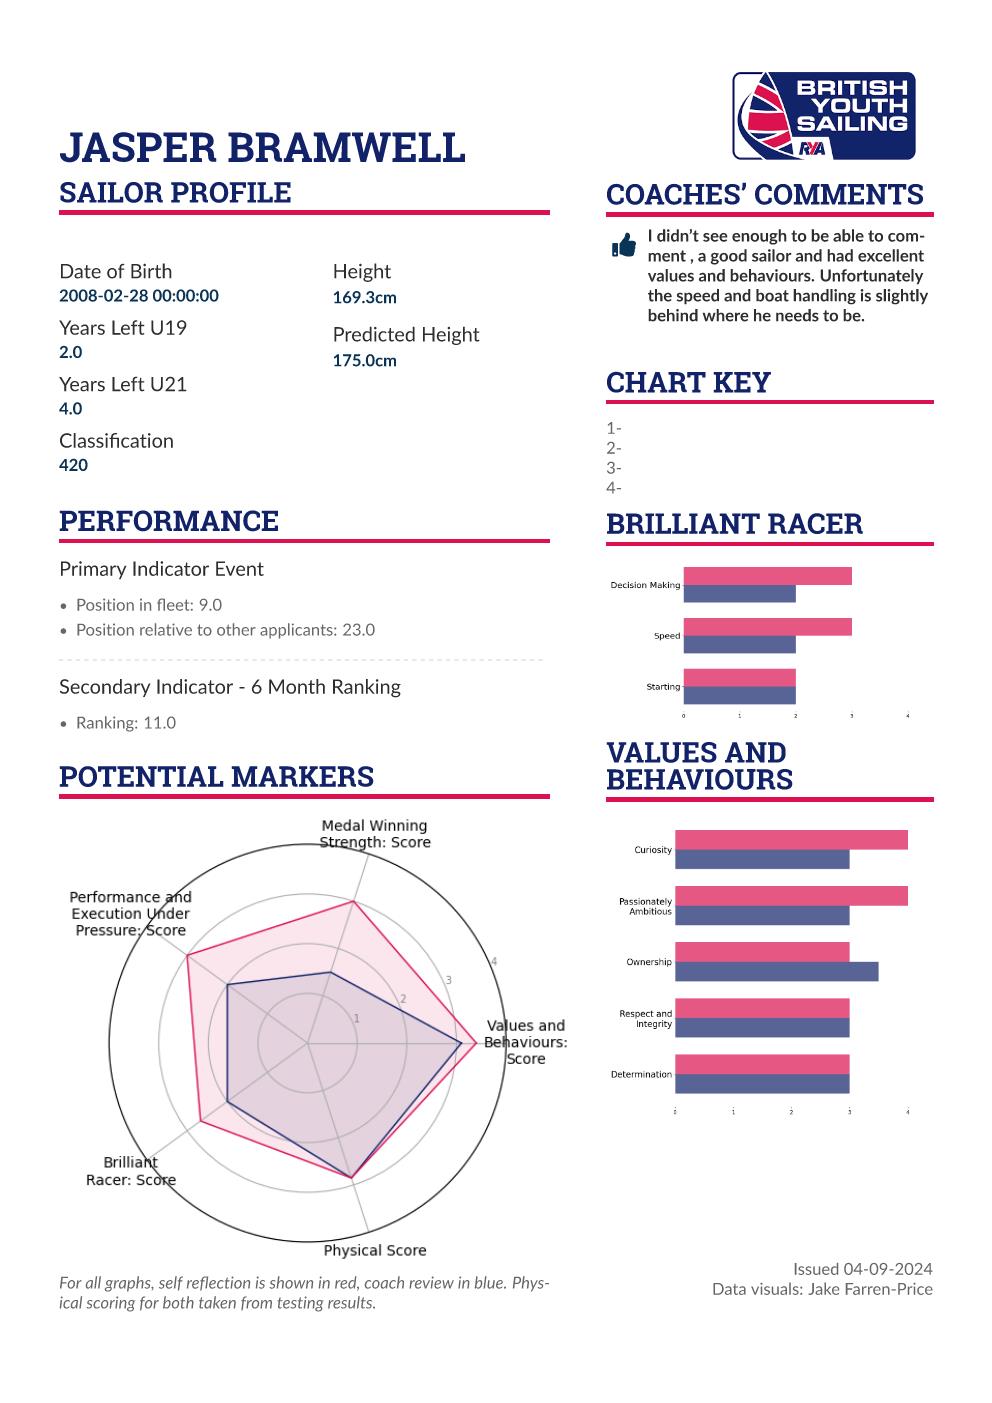 JASPER BRAMWELL
SAILOR PROFILE
Date of Birth
2008-02-28 00:00:00
Years Left U19
2.0
Years Left U21
4.0
Classification
420
Height
169.3cm
Predicted Height
175.0cm
PERFORMANCE
Primary Indicator Event
• Position in fleet: 9.0
• Position relative to other applicants: 23.0
Secondary Indicator - 6 Month Ranking
• Ranking: 11.0
POTENTIAL MARKERS
Medal Winning
Strength: Score
Performance and
Execution Under
Pressure: Score
4
3
2
1
Values and
Behaviours:
Score
Brilliant
Racer: Score
Physical Score
For all graphs, self reflection is shown in red, coach review in blue. Phys-
ical scoring for both taken from testing results.
BRITISH
YOUTH
SAILING
RYA
COACHES' COMMENTS
I didn't see enough to be able to com-
ment , a good sailor and had excellent
values and behaviours. Unfortunately
the speed and boat handling is slightly
behind where he needs to be.
CHART KEY
1-
2-
3-
4-
BRILLIANT RACER
Decision Making
Speed
Starting
0 1 2 3 4
VALUES AND
BEHAVIOURS
Curiosity
Passionately
Ambitious
Ownership
Respect and
Integrity
Determination
0 1 2 3 4
Issued 04-09-2024
Data visuals: Jake Farren-Price